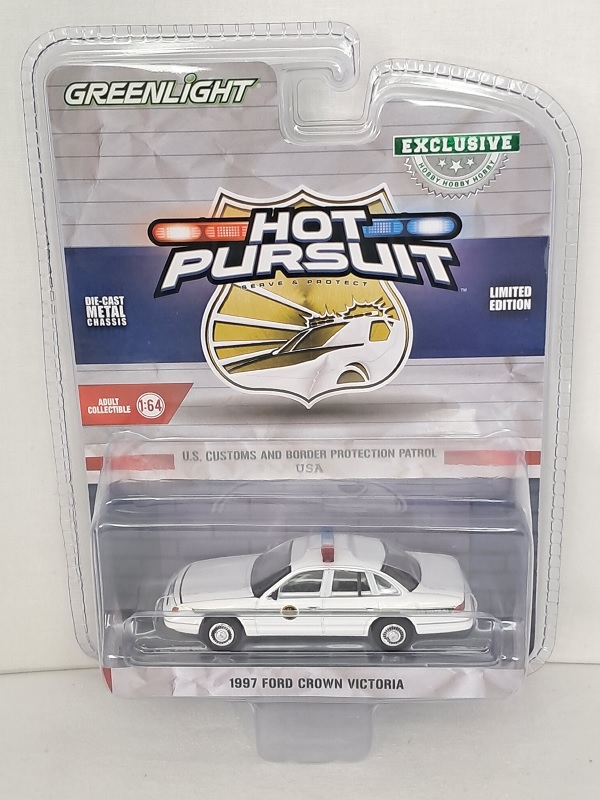 GREENLIGHT
EXCLUSIVE
HOBBY HOBBY HOBBY
HOT
PURSUIT
SERVE & PROTECT
™
DIE-CAST
METAL
CHASSIS
LIMITED
EDITION
ADULT
COLLECTIBLE
1:64
U.S. CUSTOMS AND BORDER PROTECTION PATROL
USA
1997 FORD CROWN VICTORIA